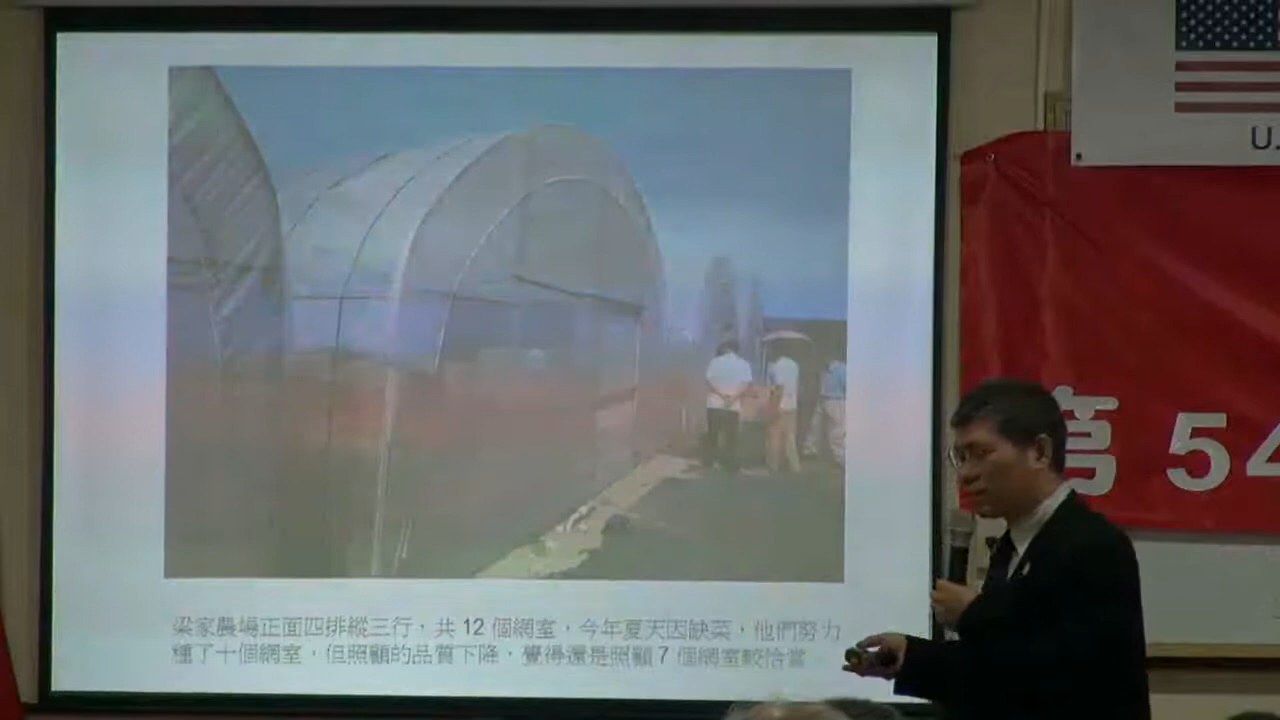 梁家農場正面四排縱三行，共 12 個網室，今年夏天因缺菜，他們努力
種了十個網室，但照顧的品質下降，覺得還是照顧 7 個網室較恰當
U.
第 54